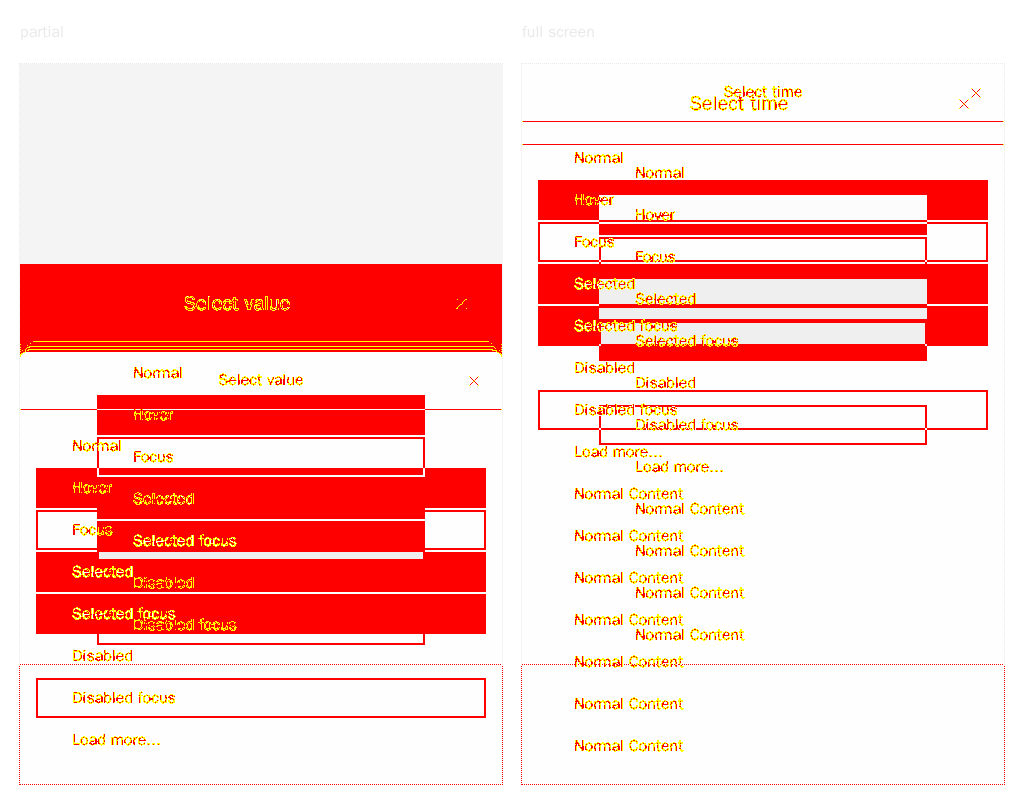 partial
full screen
Select value
Normal
Select value
Hover
Normal
Focus
Hover
Selected
Focus
Selected focus
Selected
Disabled
Selected focus
Disabled focus
Disabled
Disabled focus
Load more...
Select time
Select time
Normal
Normal
Hover
Hover
Focus
Focus
Selected
Selected
Selected focus
Selected focus
Disabled
Disabled
Disabled focus
Disabled focus
Load more...
Load more...
Normal Content
Normal Content
Normal Content
Normal Content
Normal Content
Normal Content
Normal Content
Normal Content
Normal Content
Normal Content
Normal Content